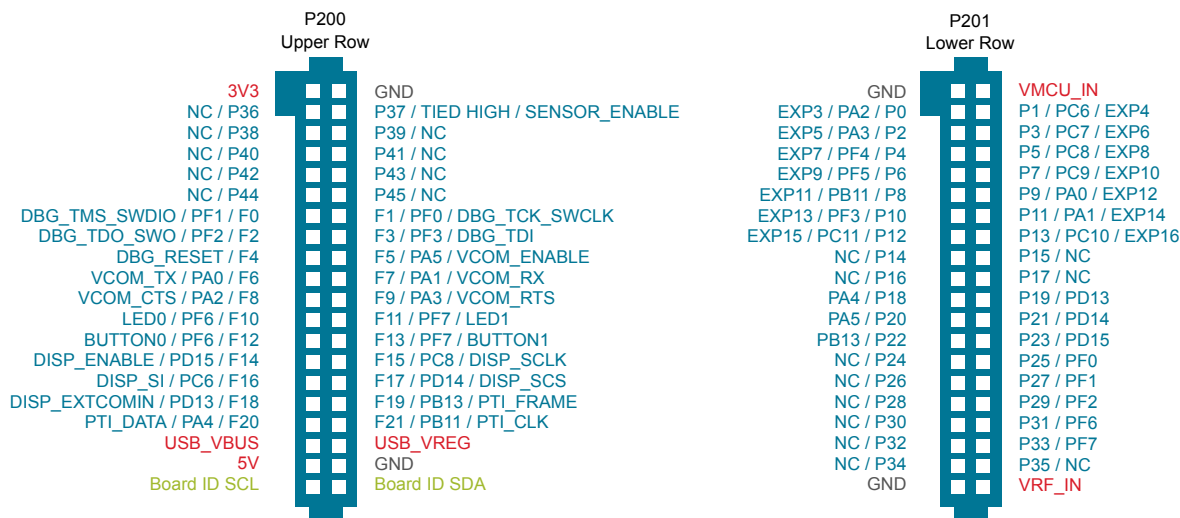 P200
Upper Row
3V3 GND
NC / P36 P37 / TIED HIGH / SENSOR_ENABLE
NC / P38 P39 / NC
NC / P40 P41 / NC
NC / P42 P43 / NC
NC / P44 P45 / NC
DBG_TMS_SWDIO / PF1 / F0 F1 / PF0 / DBG_TCK_SWCLK
DBG_TDO_SWO / PF2 / F2 F3 / PF3 / DBG_TDI
DBG_RESET / F4 F5 / PA5 / VCOM_ENABLE
VCOM_TX / PA0 / F6 F7 / PA1 / VCOM_RX
VCOM_CTS / PA2 / F8 F9 / PA3 / VCOM_RTS
LED0 / PF6 / F10 F11 / PF7 / LED1
BUTTON0 / PF6 / F12 F13 / PF7 / BUTTON1
DISP_ENABLE / PD15 / F14 F15 / PC8 / DISP_SCLK
DISP_SI / PC6 / F16 F17 / PD14 / DISP_SCS
DISP_EXTCOMIN / PD13 / F18 F19 / PB13 / PTI_FRAME
PTI_DATA / PA4 / F20 F21 / PB11 / PTI_CLK
USB_VBUS USB_VREG
5V GND
Board ID SCL Board ID SDA
P201
Lower Row
GND VMCU_IN
EXP3 / PA2 / P0 P1 / PC6 / EXP4
EXP5 / PA3 / P2 P3 / PC7 / EXP6
EXP7 / PF4 / P4 P5 / PC8 / EXP8
EXP9 / PF5 / P6 P7 / PC9 / EXP10
EXP11 / PB11 / P8 P9 / PA0 / EXP12
EXP13 / PF3 / P10 P11 / PA1 / EXP14
EXP15 / PC11 / P12 P13 / PC10 / EXP16
NC / P14 P15 / NC
NC / P16 P17 / NC
PA4 / P18 P19 / PD13
PA5 / P20 P21 / PD14
PB13 / P22 P23 / PD15
NC / P24 P25 / PF0
NC / P26 P27 / PF1
NC / P28 P29 / PF2
NC / P30 P31 / PF6
NC / P32 P33 / PF7
NC / P34 P35 / NC
GND VRF_IN